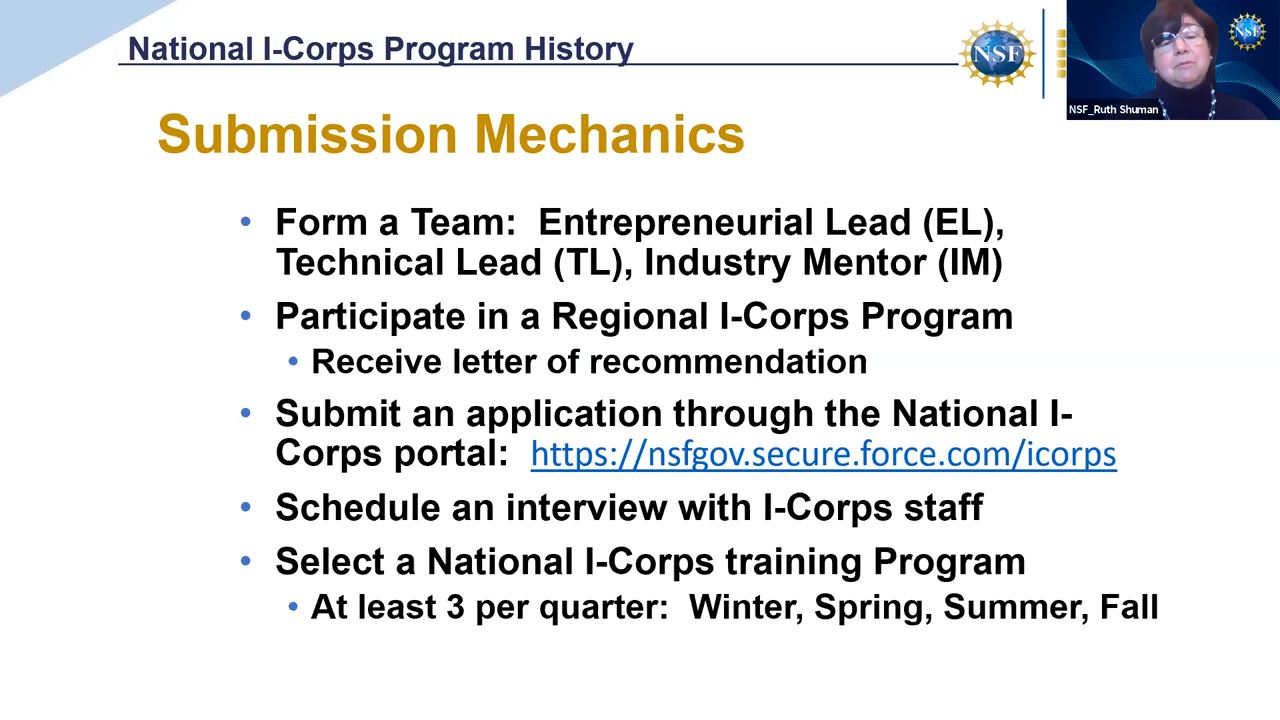 National I-Corps Program History
NSF
NSF
NSF_Ruth Shuman
Submission Mechanics
• Form a Team:  Entrepreneurial Lead (EL),
Technical Lead (TL), Industry Mentor (IM)
• Participate in a Regional I-Corps Program
• Receive letter of recommendation
• Submit an application through the National I-
Corps portal:  https://nsfgov.secure.force.com/icorps
• Schedule an interview with I-Corps staff
• Select a National I-Corps training Program
• At least 3 per quarter:  Winter, Spring, Summer, Fall